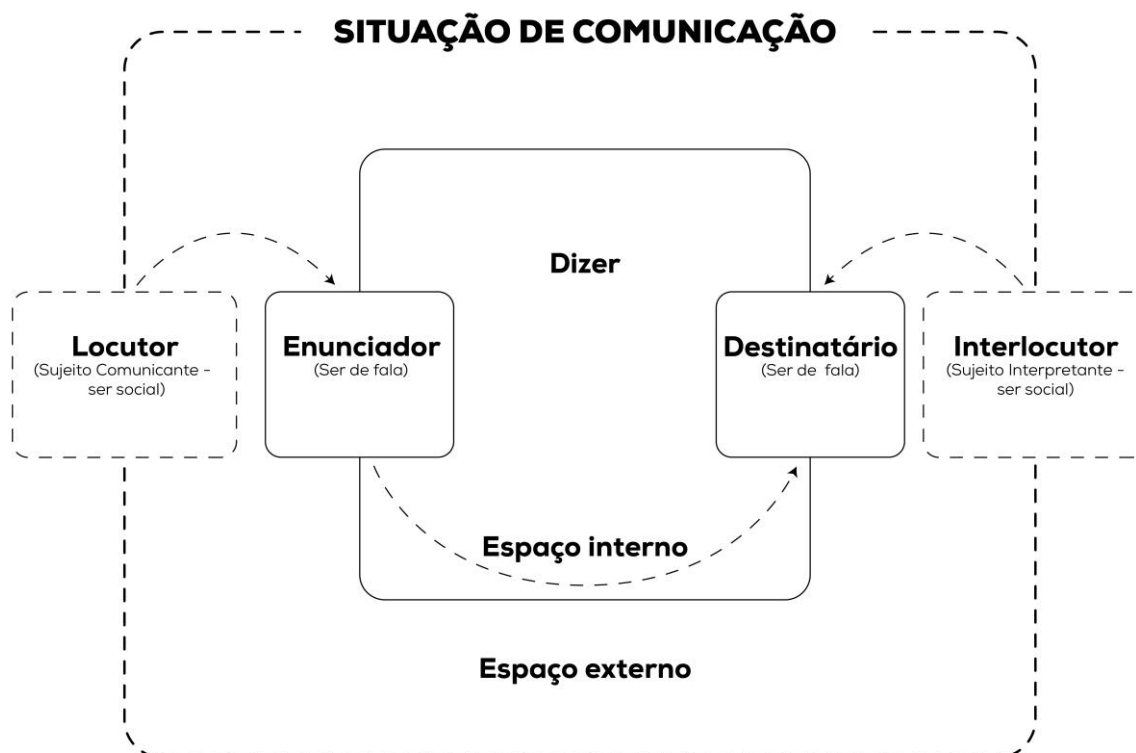 SITUAÇÃO DE COMUNICAÇÃO
Dizer
Locutor
(Sujeito Comunicante -
ser social)
Enunciador
(Ser de fala)
Destinatário
(Ser de fala)
Interlocutor
(Sujeito Interpretante -
ser social)
Espaço interno
Espaço externo